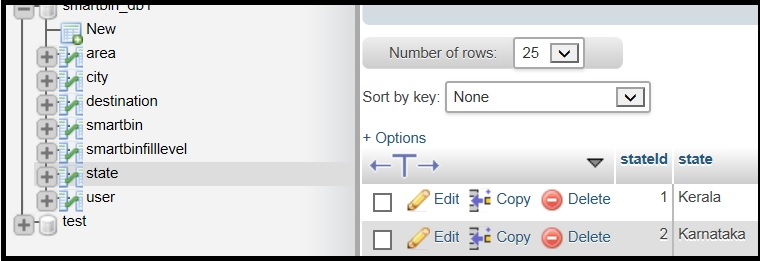 smartbin_db1
New
area
city
destination
smartbin
smartbinfilllevel
state
user
test
Number of rows: 25
Sort by key: None
+ Options
←T→ stateId state
Edit Copy Delete 1 Kerala
Edit Copy Delete 2 Karnataka